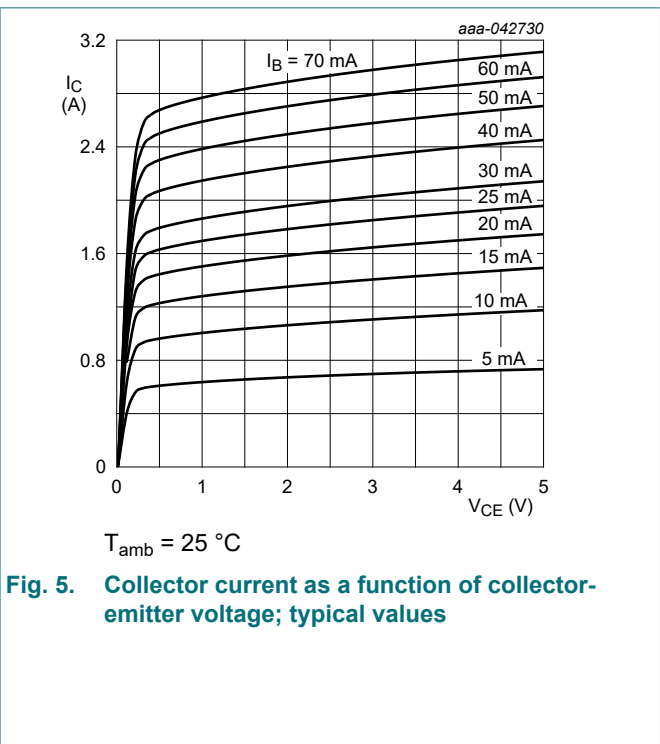 aaa-042730
3.2
I_C
(A)
I_B = 70 mA
60 mA
50 mA
2.4
40 mA
30 mA
25 mA
20 mA
1.6
15 mA
10 mA
0.8
5 mA
0
0 1 2 3 4 5
V_CE (V)
T_amb = 25 °C
Fig. 5. Collector current as a function of collector-
emitter voltage; typical values